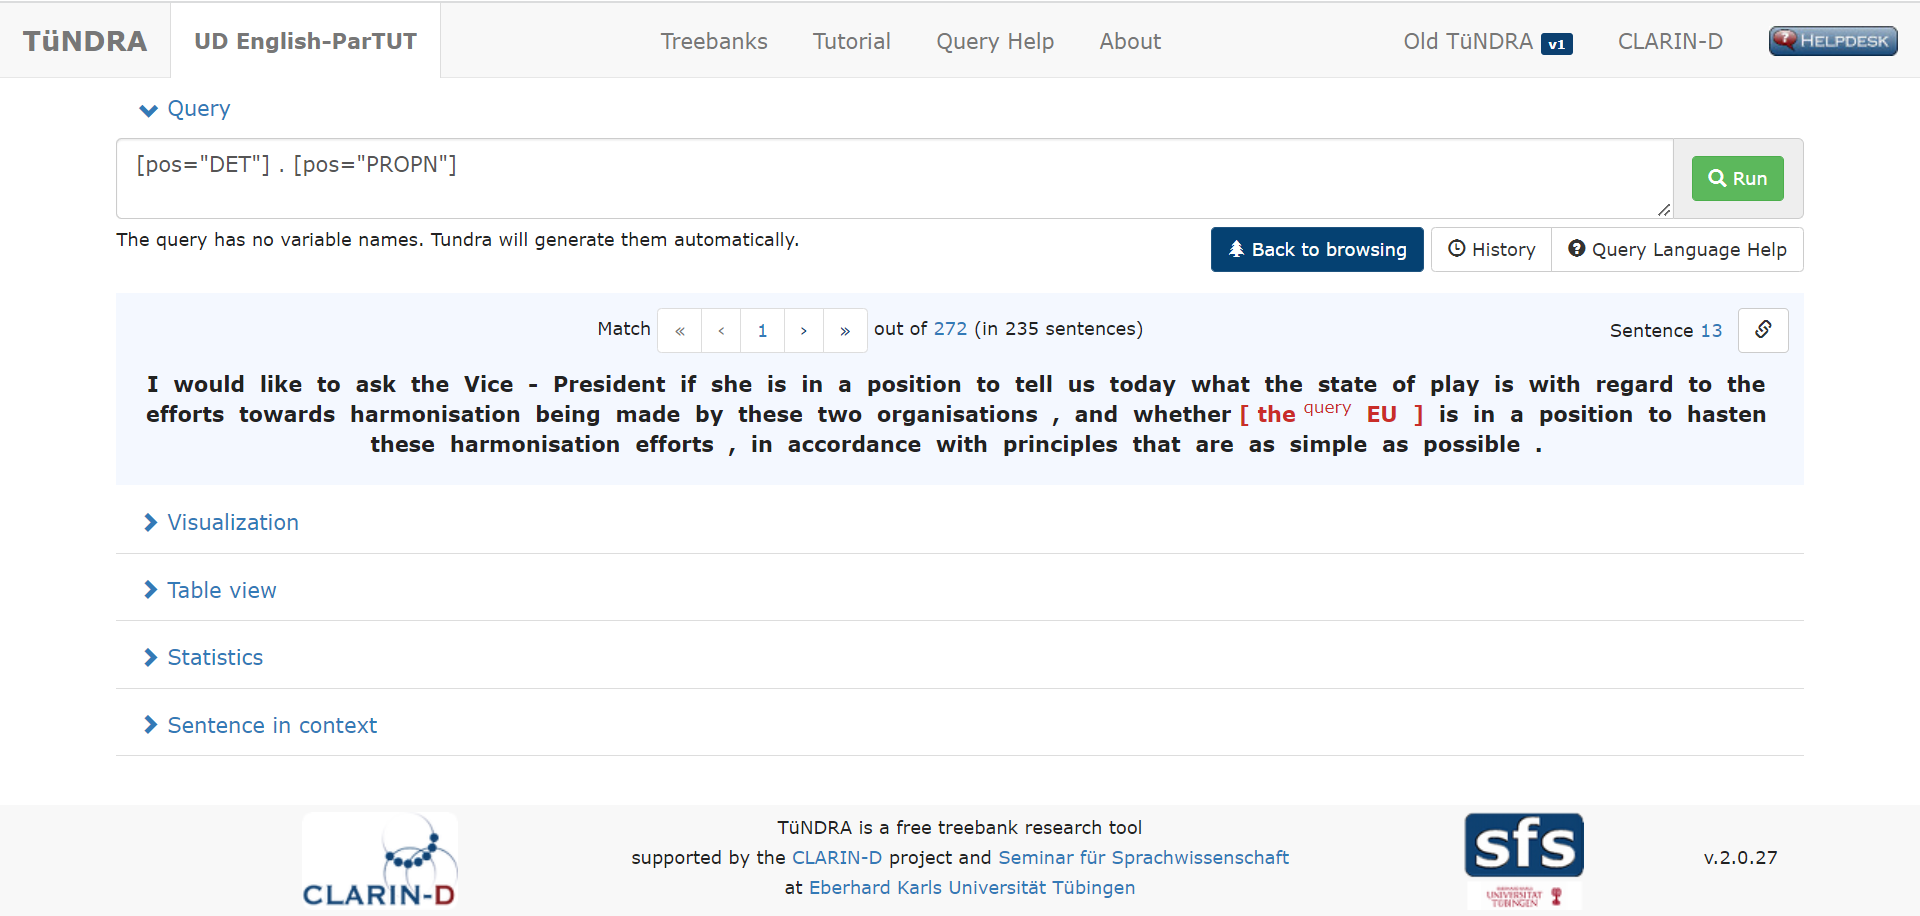 TüNDRA UD English-ParTUT Treebanks Tutorial Query Help About Old TüNDRA v1 CLARIN-D HELPDESK
Query
[pos="DET"] . [pos="PROPN"]
Run
The query has no variable names. Tundra will generate them automatically.
Back to browsing History Query Language Help
Match « ‹ 1 › » out of 272 (in 235 sentences) Sentence 13
I would like to ask the Vice - President if she is in a position to tell us today what the state of play is with regard to the
efforts towards harmonisation being made by these two organisations , and whether [ the query EU ] is in a position to hasten
these harmonisation efforts , in accordance with principles that are as simple as possible .
Visualization
Table view
Statistics
Sentence in context
CLARIN-D
TüNDRA is a free treebank research tool
supported by the CLARIN-D project and Seminar für Sprachwissenschaft
at Eberhard Karls Universität Tübingen
sfs
EBERHARD KARLS
UNIVERSITÄT
TÜBINGEN
v.2.0.27